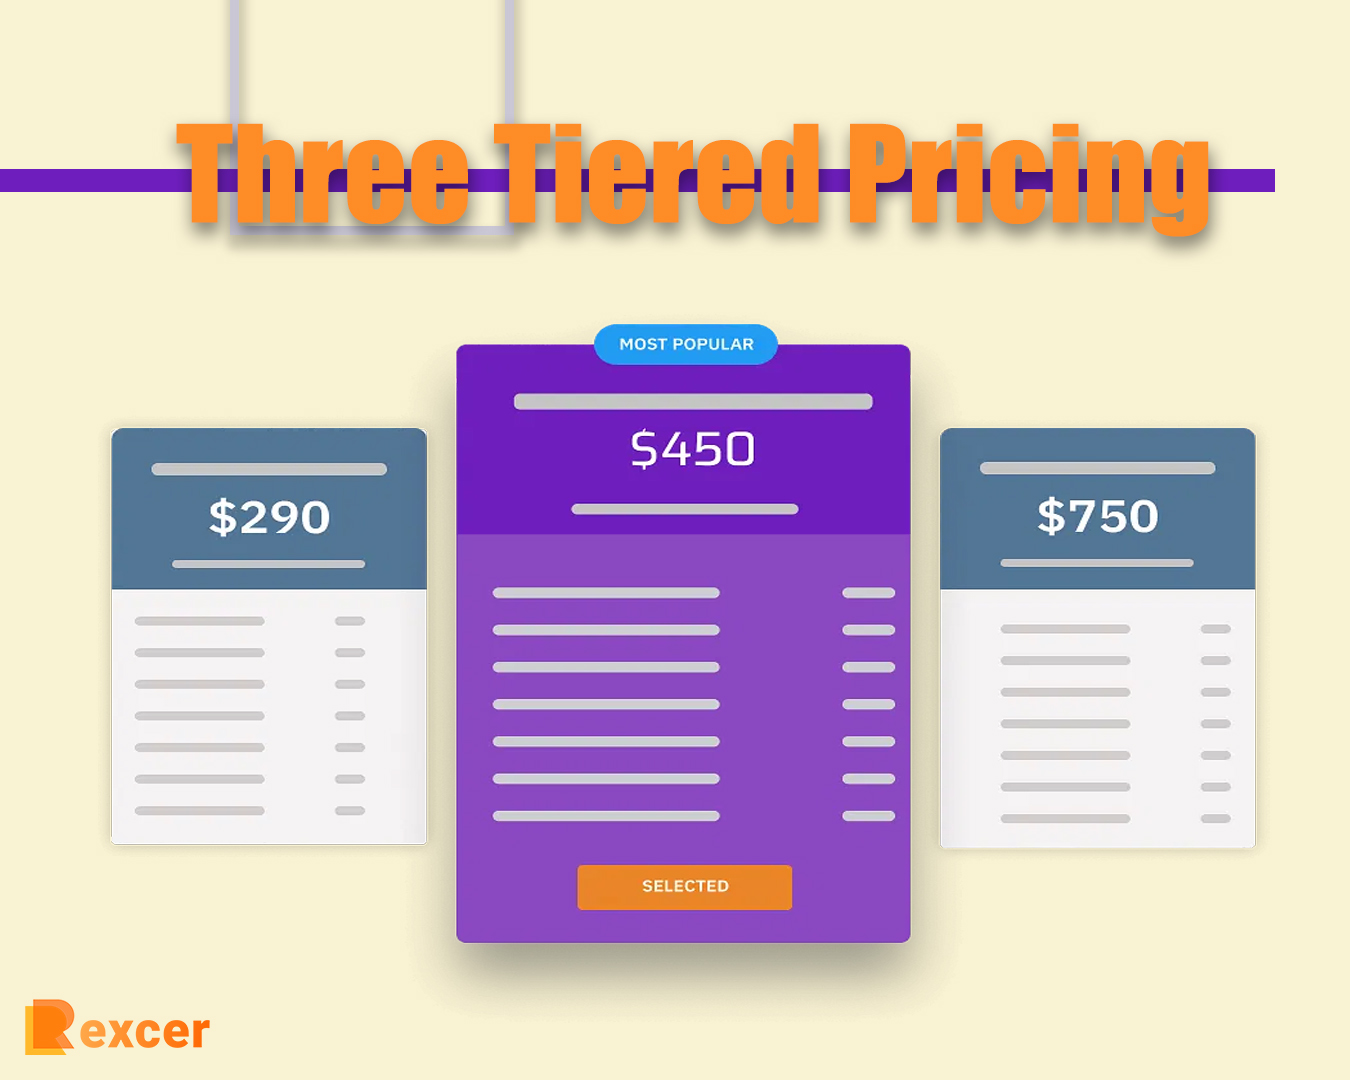 Three Tiered Pricing
MOST POPULAR
$290
$450
$750
SELECTED
Rexcer